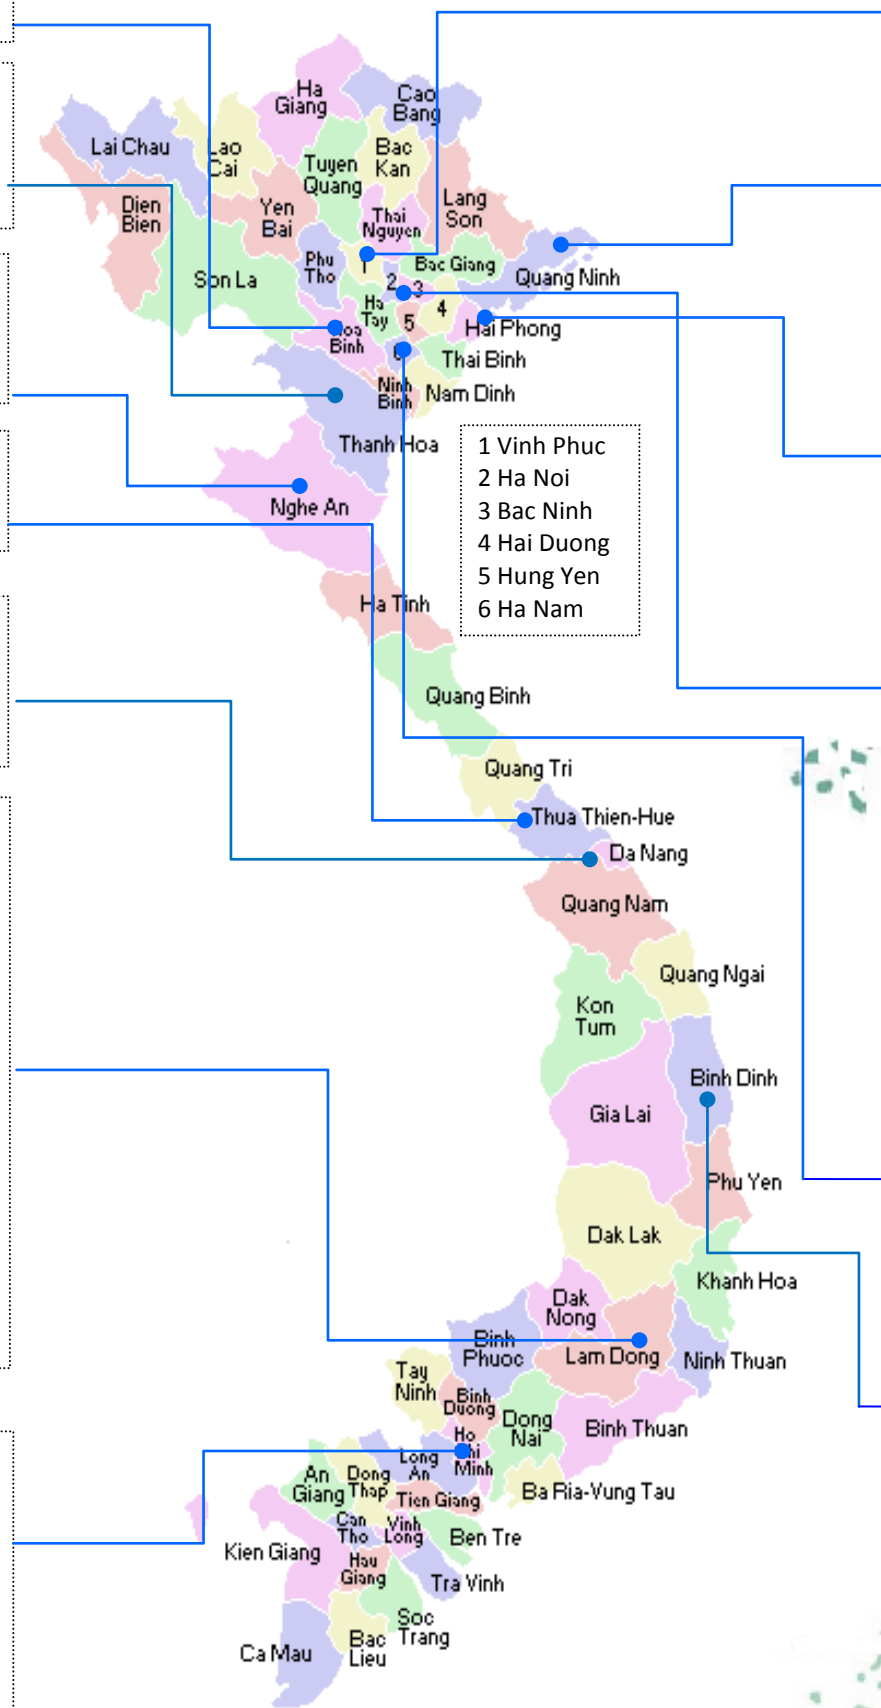 Ha
Giang
Cao
Bang
Lai Chau
Lao
Cai
Tuyen
Quang
Bac
Kan
Dien
Bien
Yen
Bai
Thai
Nguyen
Lang
Son
Son La
Phu
Tho
1
Bac Giang
Quang Ninh
2
3
Ha
Tay
4
5
Hoa
Binh
Hai Phong
6
Thai Binh
Ninh
Binh
Nam Dinh
Thanh Hoa
1 Vinh Phuc
2 Ha Noi
3 Bac Ninh
4 Hai Duong
5 Hung Yen
6 Ha Nam
Nghe An
Ha Tinh
Quang Binh
Quang Tri
Thua Thien-Hue
Da Nang
Quang Nam
Quang Ngai
Kon
Tum
Binh Dinh
Gia Lai
Phu Yen
Dak Lak
Khanh Hoa
Dak
Nong
Binh
Phuoc
Lam Dong
Ninh Thuan
Tay
Ninh
Binh
Duong
Dong
Nai
Binh Thuan
Ho
Chi
Minh
Long
An
An
Giang
Dong
Thap
Tien Giang
Ba Ria-Vung Tau
Can
Tho
Vinh
Long
Ben Tre
Kien Giang
Hau
Giang
Tra Vinh
Soc
Trang
Bac
Lieu
Ca Mau